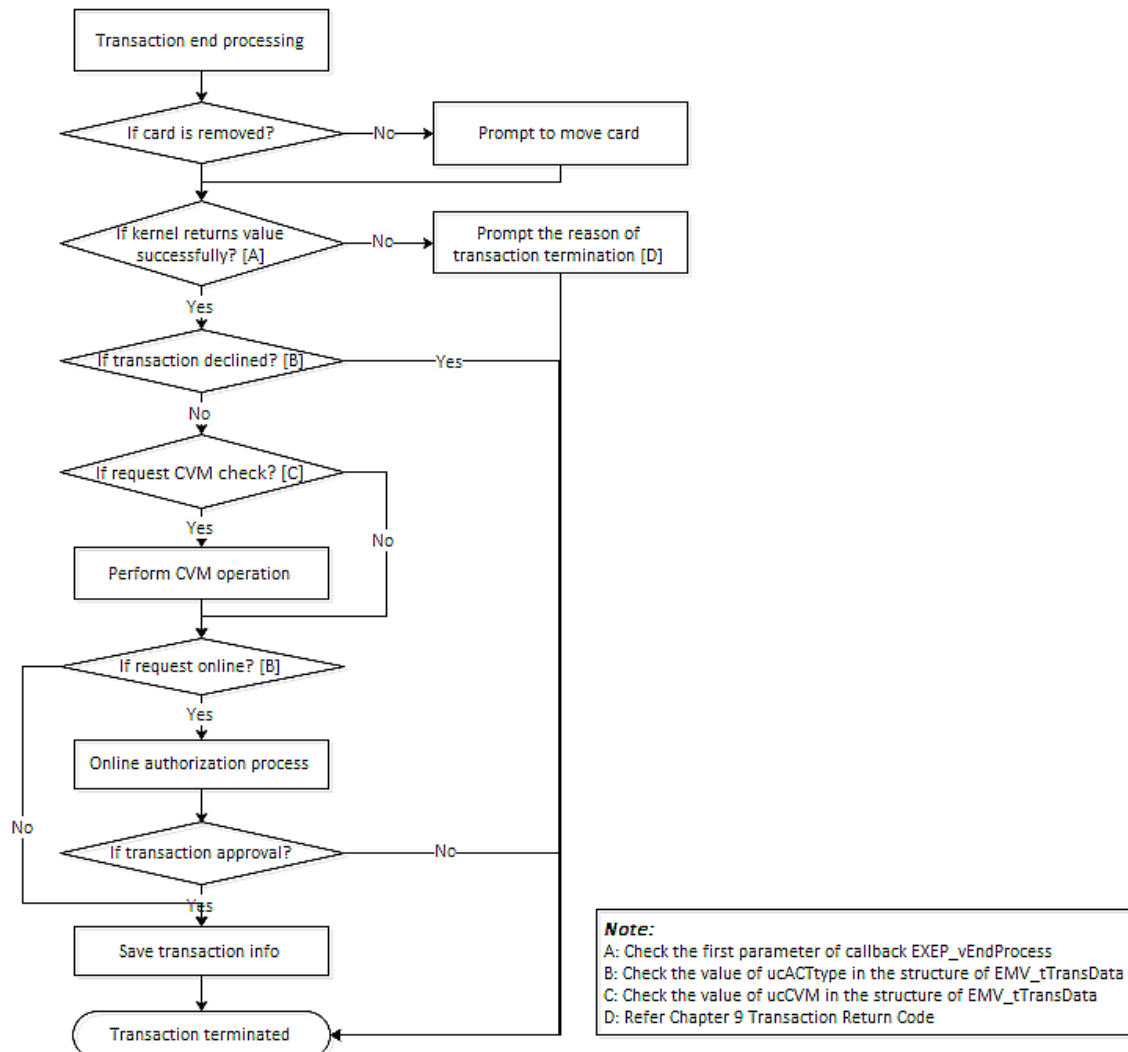 Transaction end processing
If card is removed?
No
Prompt to move card
If kernel returns value
successfully? [A]
No
Prompt the reason of
transaction termination [D]
Yes
If transaction declined? [B]
Yes
No
If request CVM check? [C]
Yes
No
Perform CVM operation
If request online? [B]
Yes
Online authorization process
No
If transaction approval?
No
Yes
Save transaction info
Transaction terminated
Note:
A: Check the first parameter of callback EXEP_vEndProcess
B: Check the value of ucACTtype in the structure of EMV_tTransData
C: Check the value of ucCVM in the structure of EMV_tTransData
D: Refer Chapter 9 Transaction Return Code